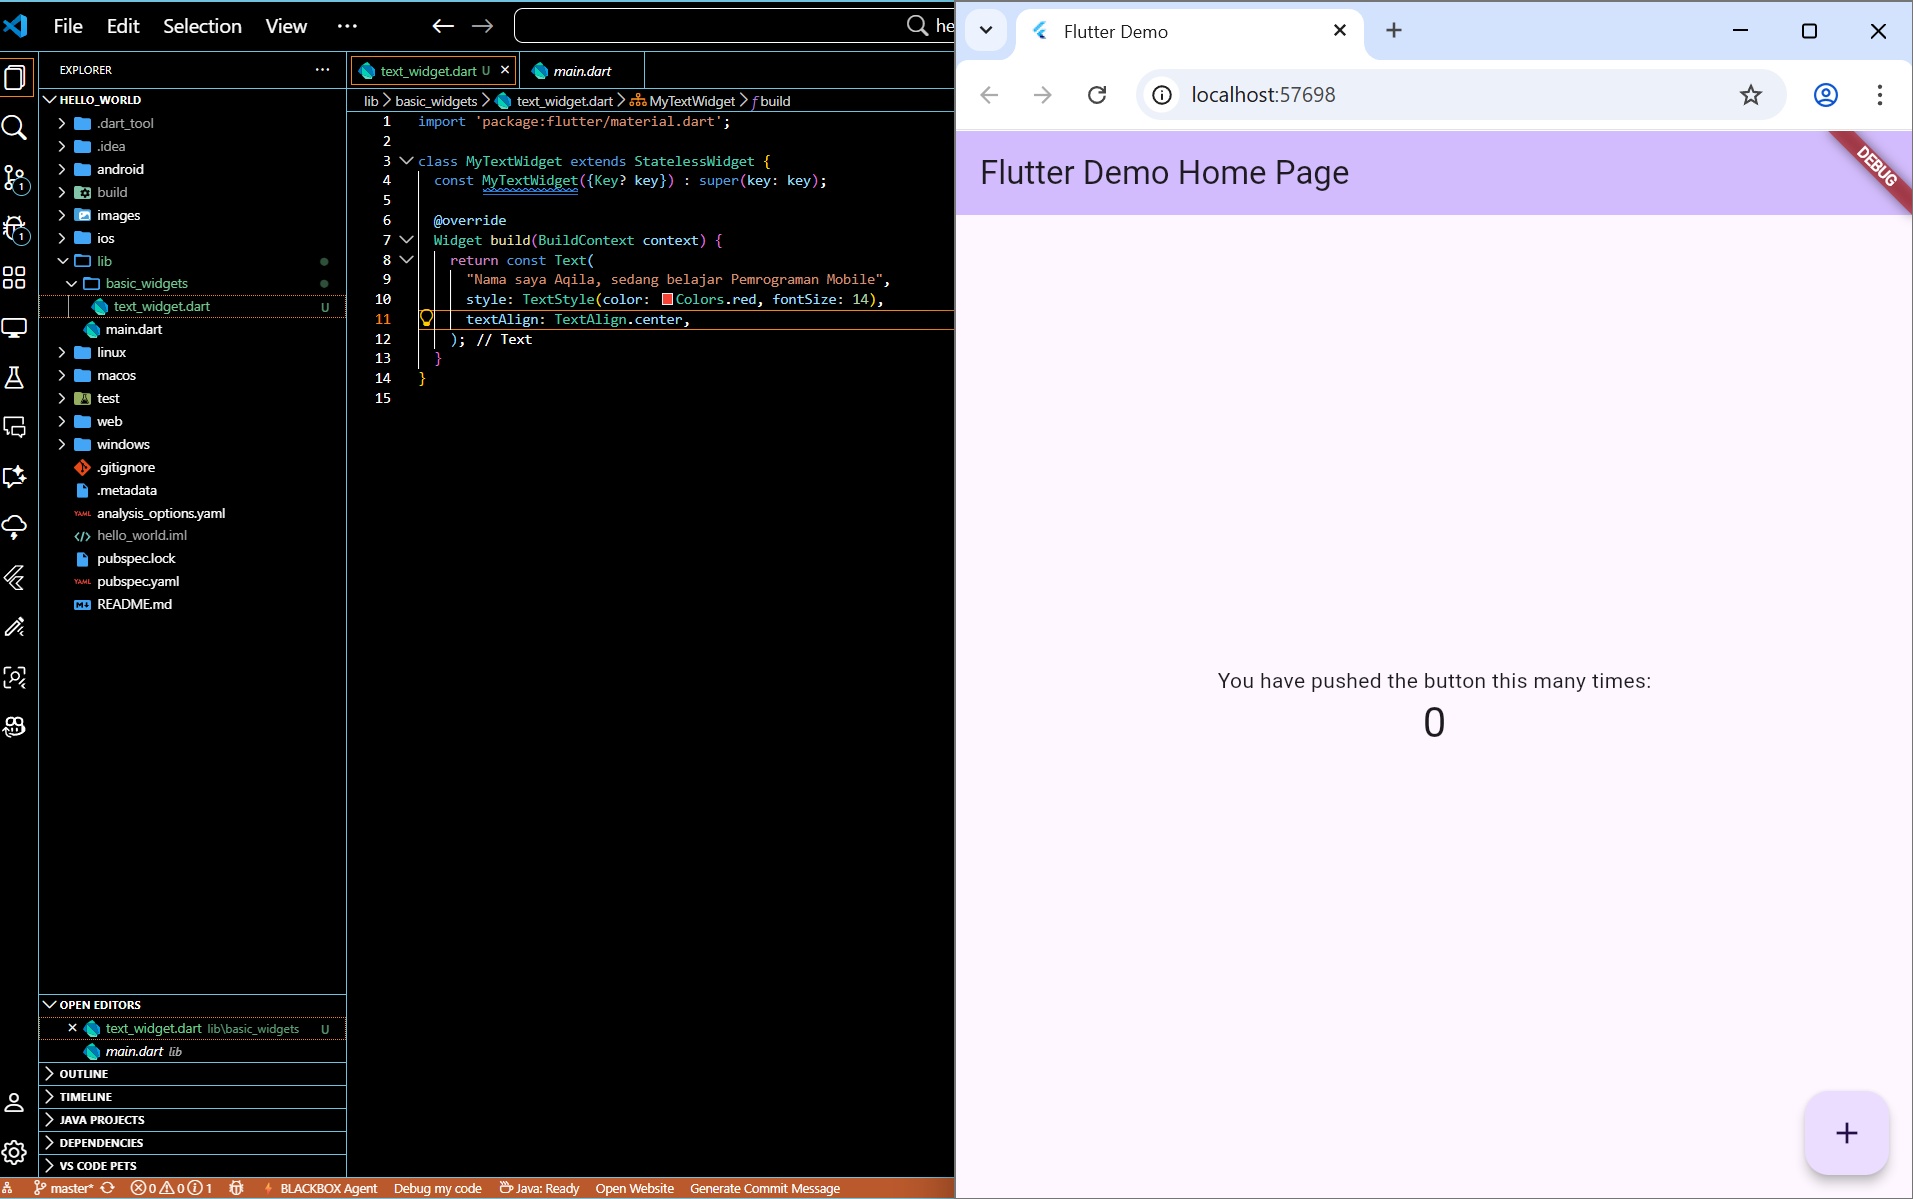 File Edit Selection View ··· he
EXPLORER ···
HELLO_WORLD
.dart_tool
.idea
android
build
images
ios
lib
basic_widgets
text_widget.dart U
main.dart
linux
macos
test
web
windows
.gitignore
.metadata
YAML analysis_options.yaml
hello_world.iml
pubspec.lock
YAML pubspec.yaml
README.md
OPEN EDITORS
text_widget.dart lib\basic_widgets U
main.dart lib
OUTLINE
TIMELINE
JAVA PROJECTS
DEPENDENCIES
VS CODE PETS
1
1
text_widget.dart U × main.dart
lib > basic_widgets > text_widget.dart > MyTextWidget > build
1 import 'package:flutter/material.dart';
2
3 class MyTextWidget extends StatelessWidget {
4 const MyTextWidget({Key? key}) : super(key: key);
5
6 @override
7 Widget build(BuildContext context) {
8 return const Text(
9 "Nama saya Aqila, sedang belajar Pemrograman Mobile",
10 style: TextStyle(color: Colors.red, fontSize: 14),
11 textAlign: TextAlign.center,
12 ); // Text
13 }
14 }
15
master* 0 0 1 BLACKBOX Agent Debug my code Java: Ready Open Website Generate Commit Message
Flutter Demo
localhost:57698
Flutter Demo Home Page
DEBUG
You have pushed the button this many times:
0
+